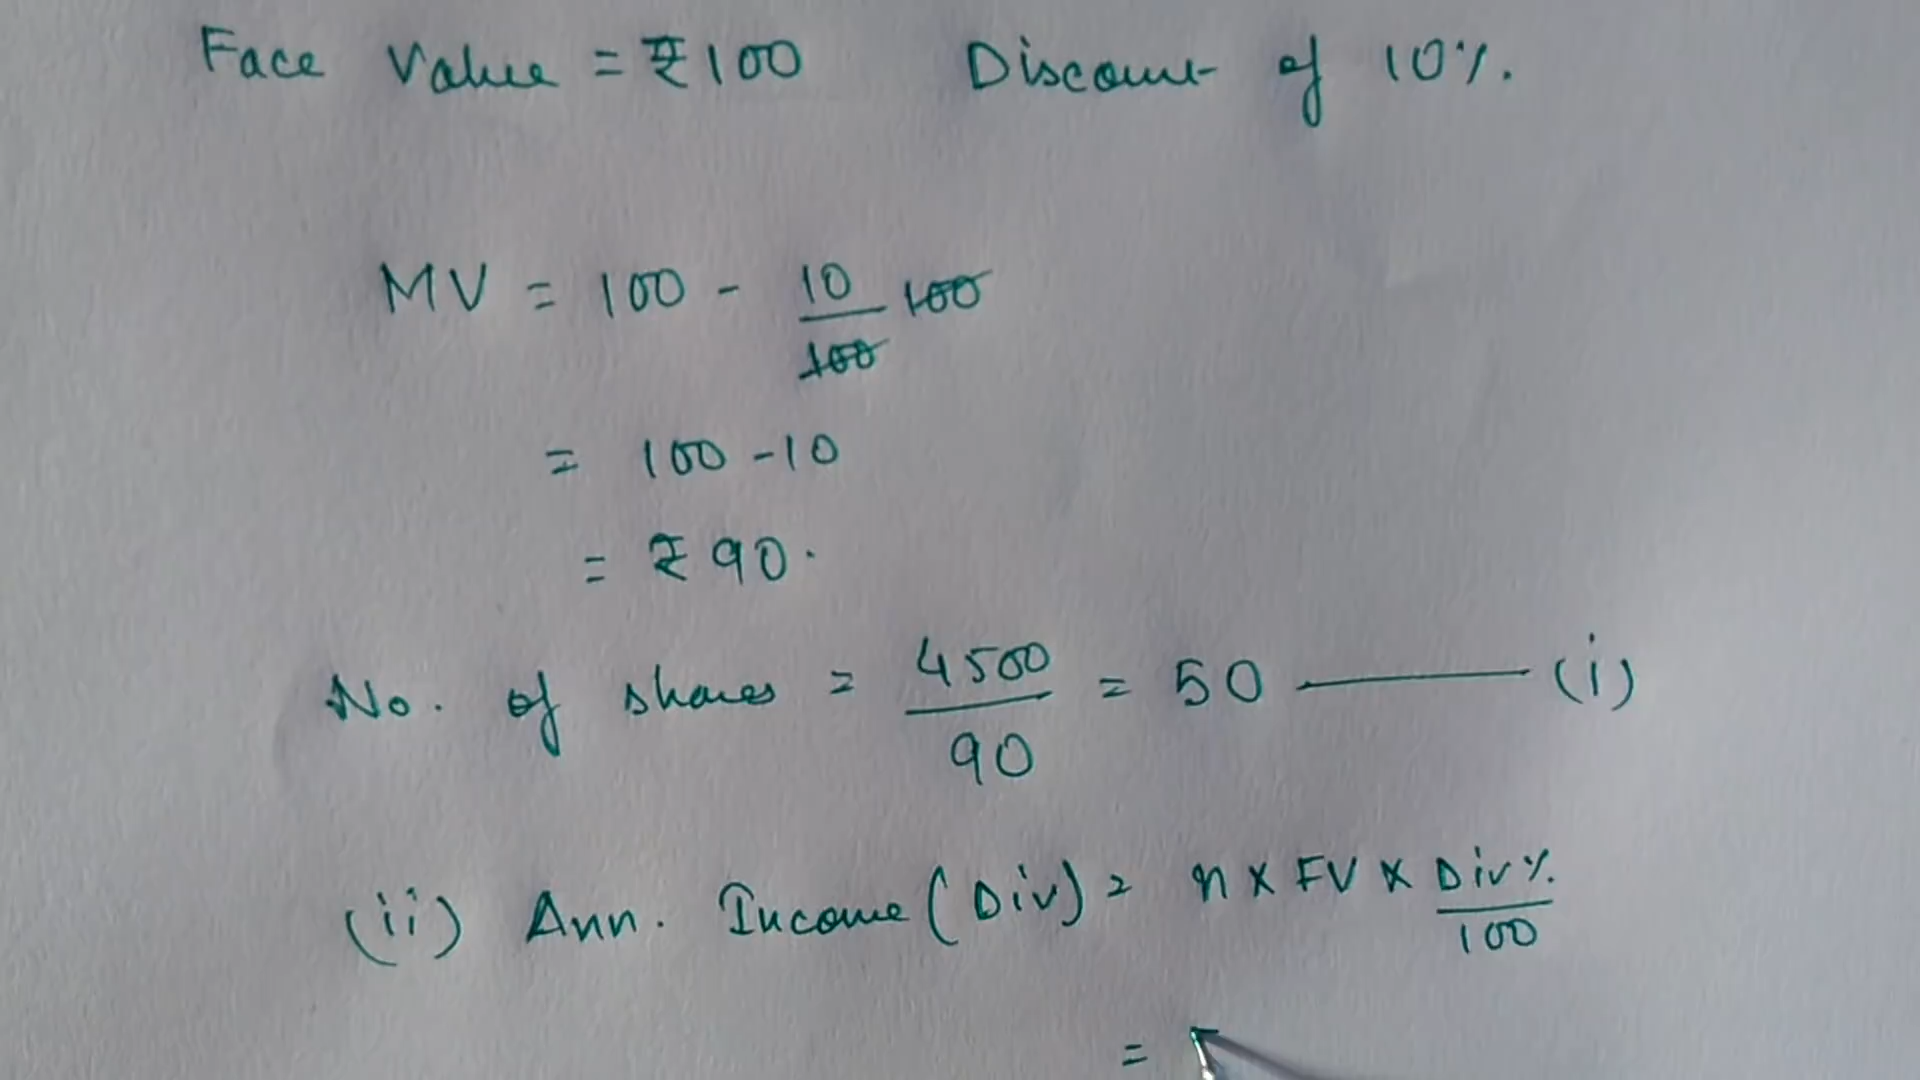 Face Value = ₹100 Discount of 10%.
MV = 100 - 10/100 100
= 100 - 10
= ₹90.
No. of shares = 4500/90 = 50 ——— (i)
(ii) Ann. Income (Div) = n x FV x Div%/100
=